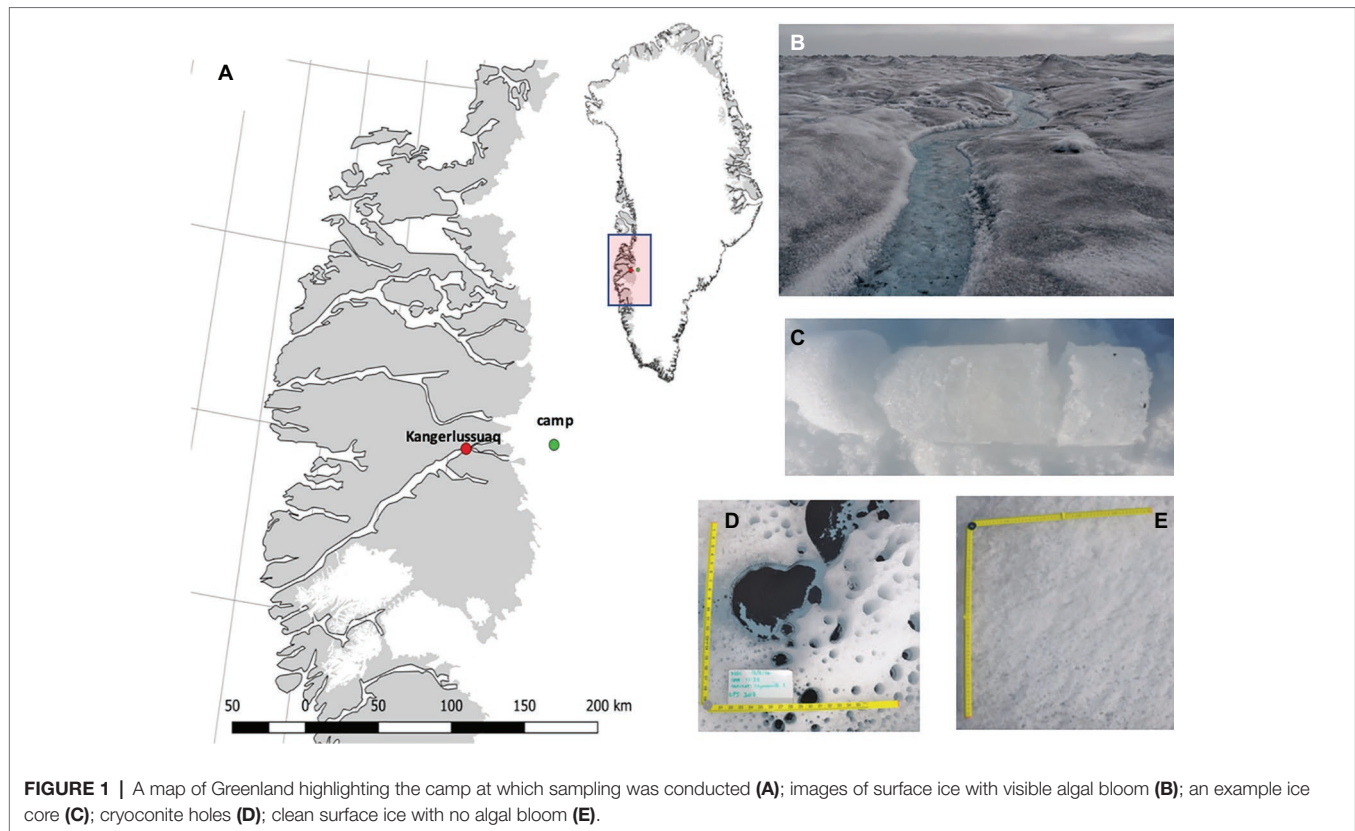 A
B
C
Kangerlussuaq
camp
D
E
50 0 50 100 150 200 km
FIGURE 1 | A map of Greenland highlighting the camp at which sampling was conducted (A); images of surface ice with visible algal bloom (B); an example ice
core (C); cryoconite holes (D); clean surface ice with no algal bloom (E).